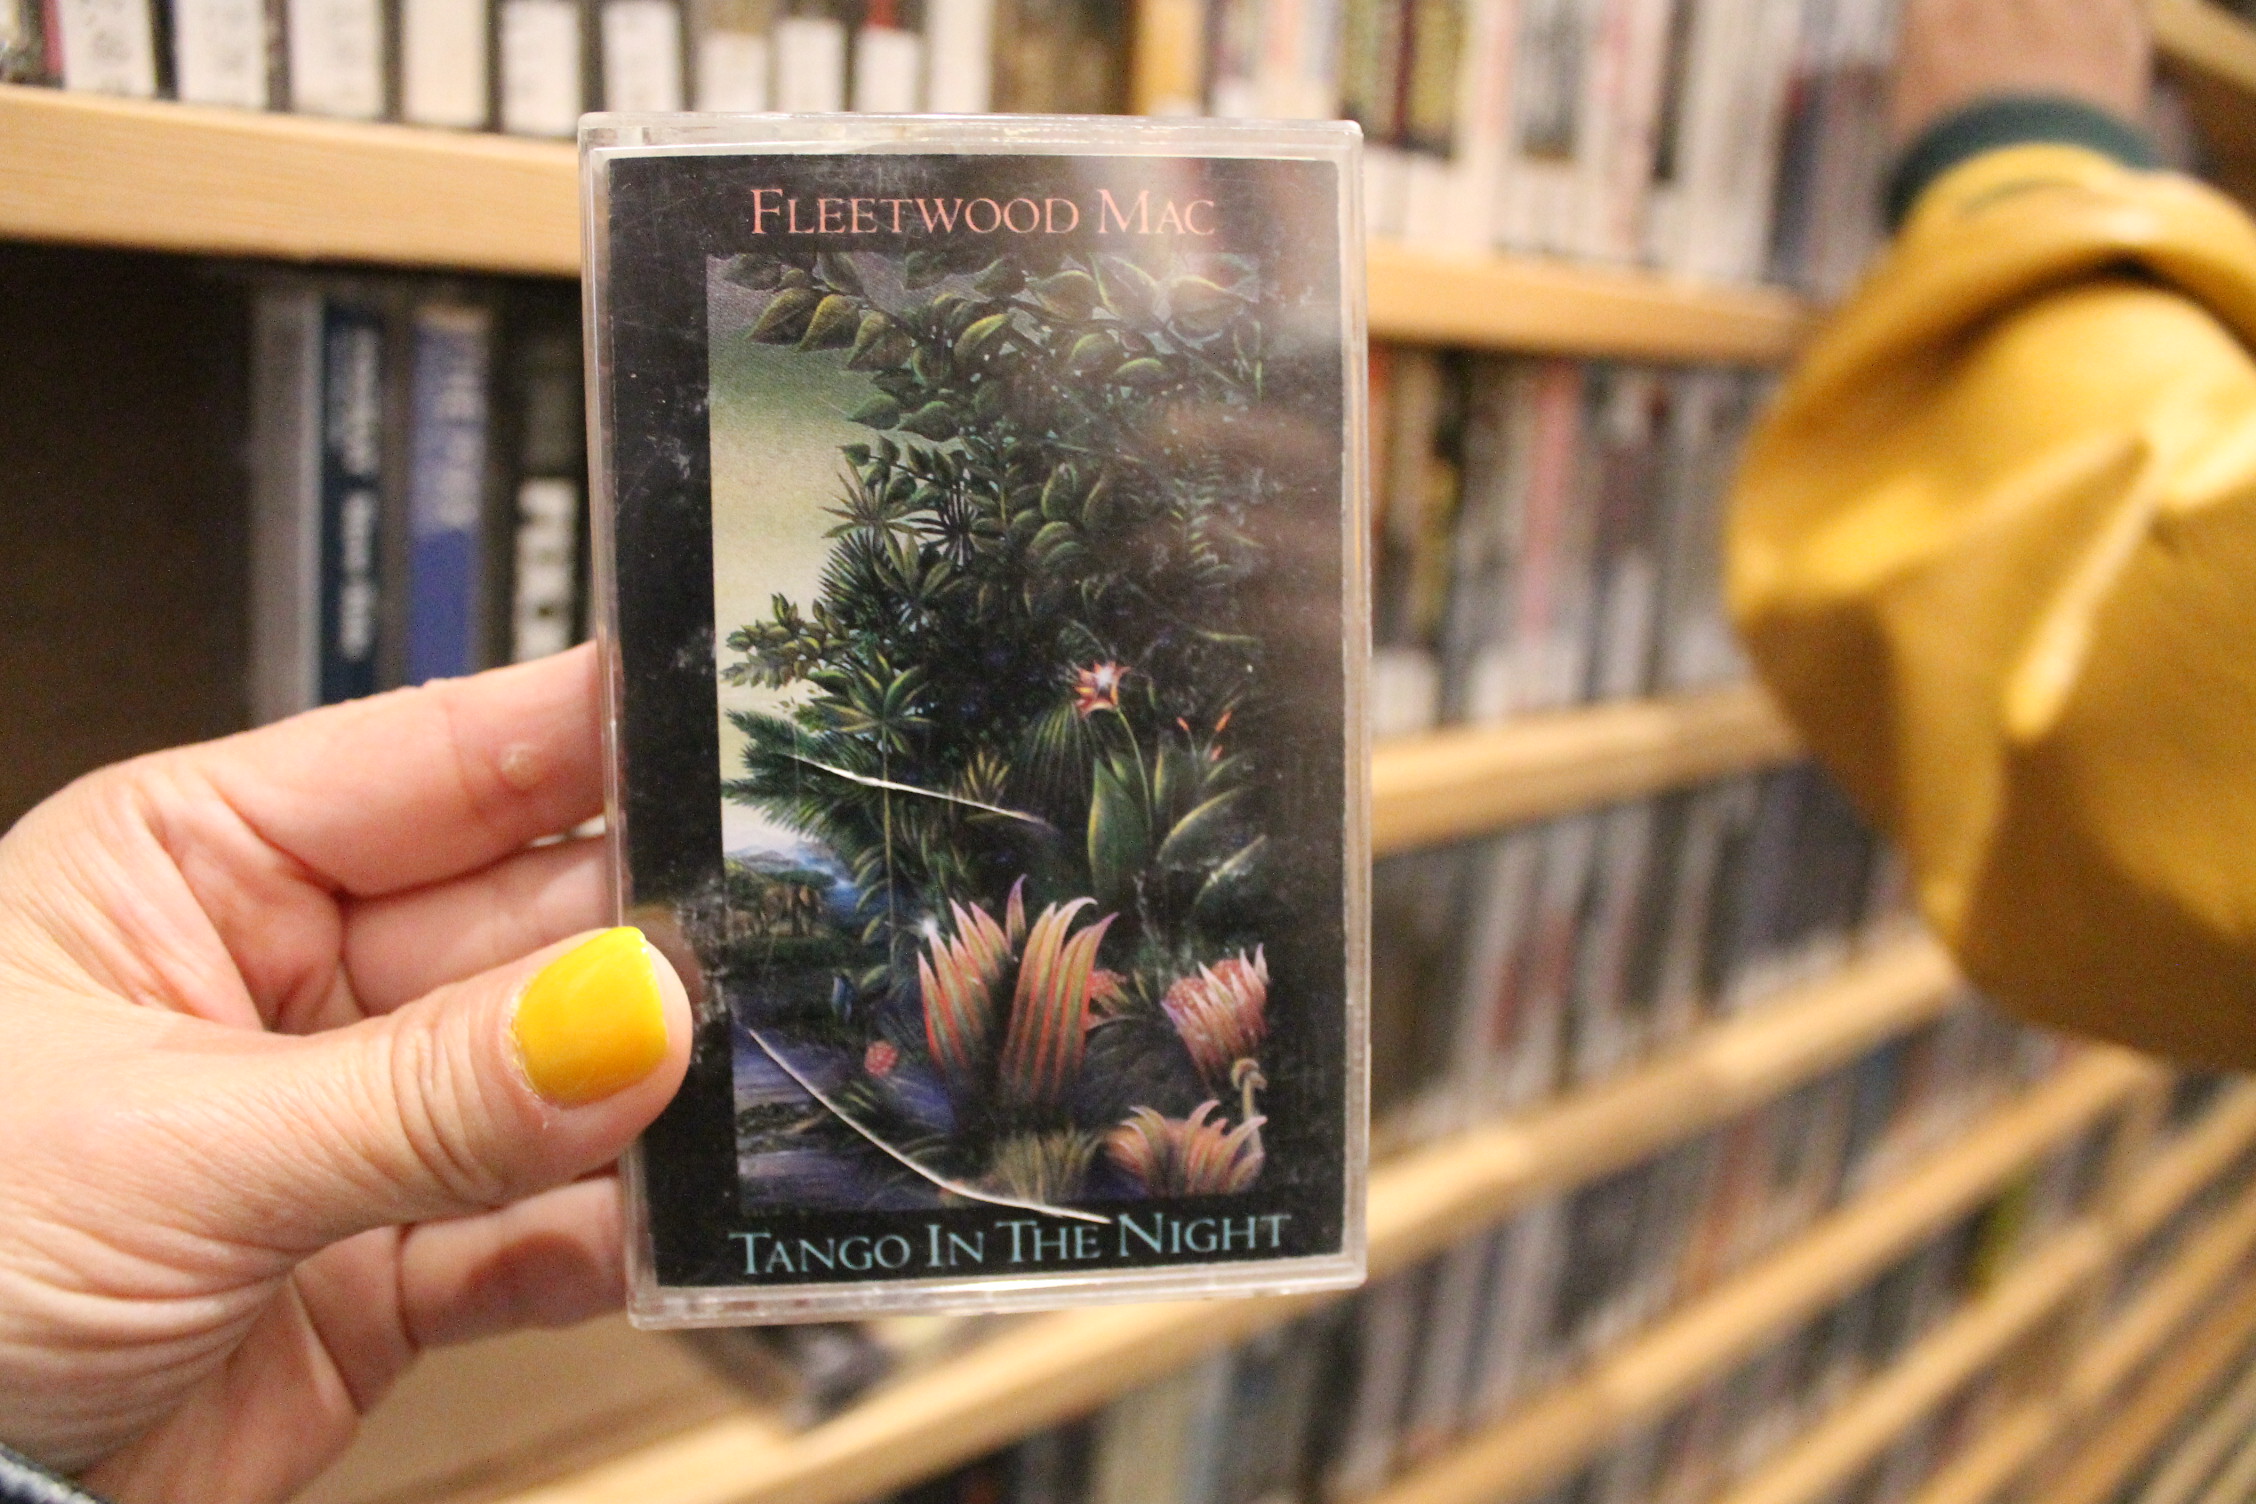 FLEETWOOD MAC
TANGO IN THE NIGHT